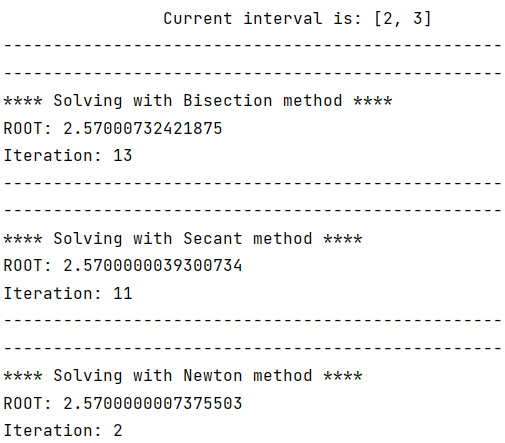 Current interval is: [2, 3]
--------------------------------------------------
--------------------------------------------------
**** Solving with Bisection method ****
ROOT: 2.57000732421875
Iteration: 13
--------------------------------------------------
--------------------------------------------------
**** Solving with Secant method ****
ROOT: 2.5700000039300734
Iteration: 11
--------------------------------------------------
--------------------------------------------------
**** Solving with Newton method ****
ROOT: 2.5700000007375503
Iteration: 2